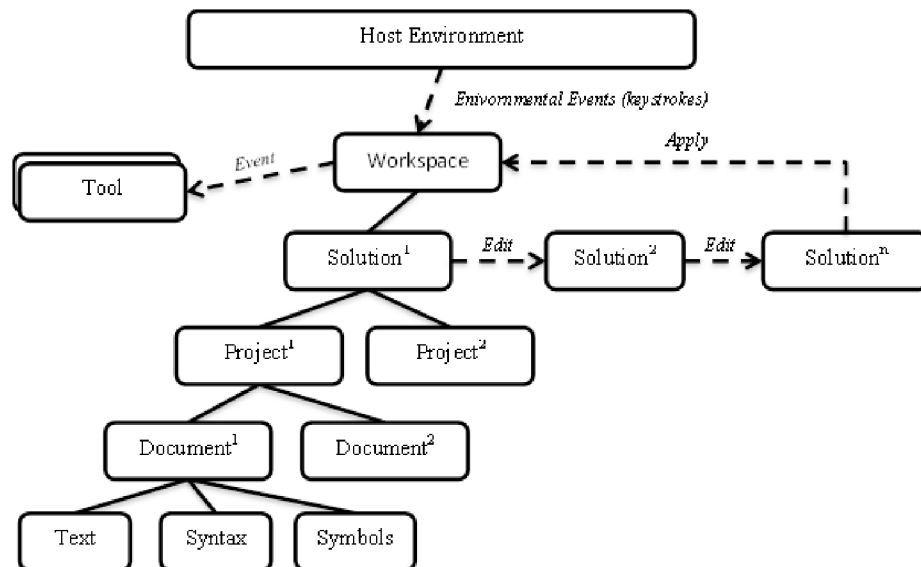 Host Environment
Enivornmental Events (keystrokes)
Apply
Event
Workspace
Tool
Solution¹
Edit
Solution²
Edit
Solutionⁿ
Project¹
Project²
Document¹
Document²
Text
Syntax
Symbols